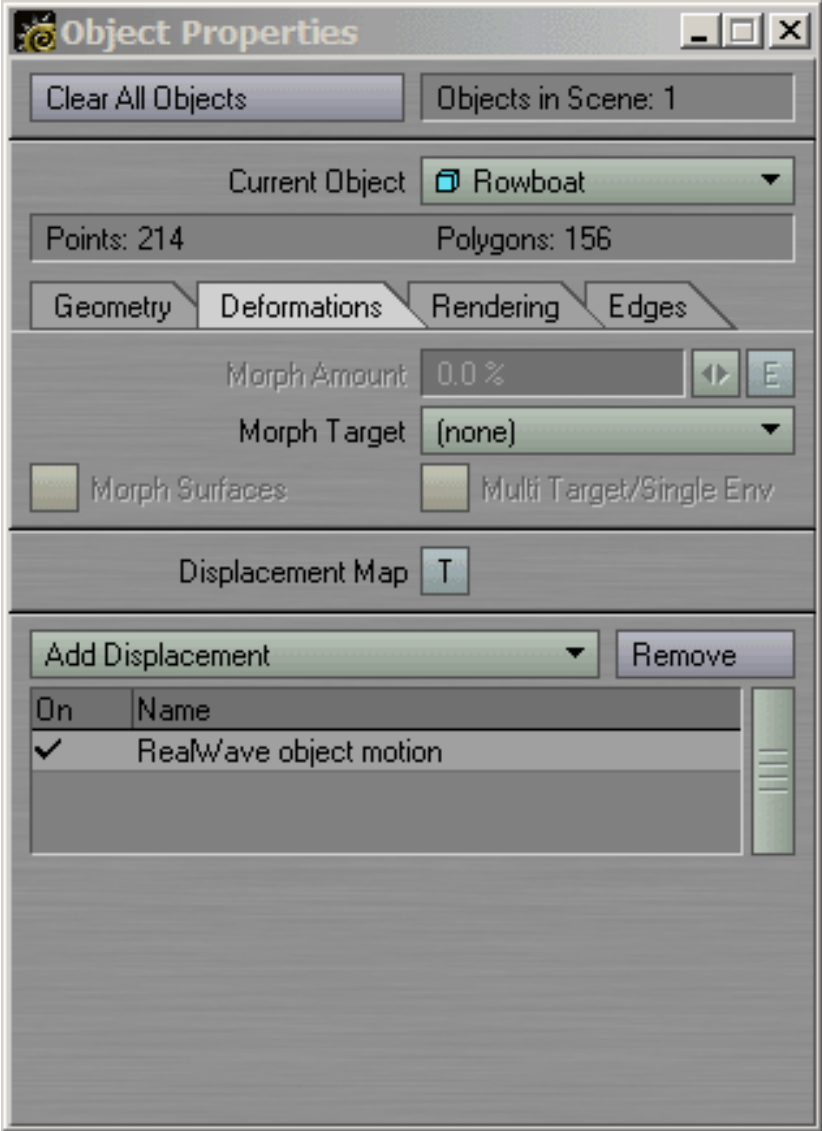 Object Properties
Clear All Objects Objects in Scene: 1
Current Object Rowboat
Points: 214 Polygons: 156
Geometry Deformations Rendering Edges
Morph Amount 0.0 % E
Morph Target (none)
Morph Surfaces Multi Target/Single Env
Displacement Map T
Add Displacement Remove
On Name
RealWave object motion